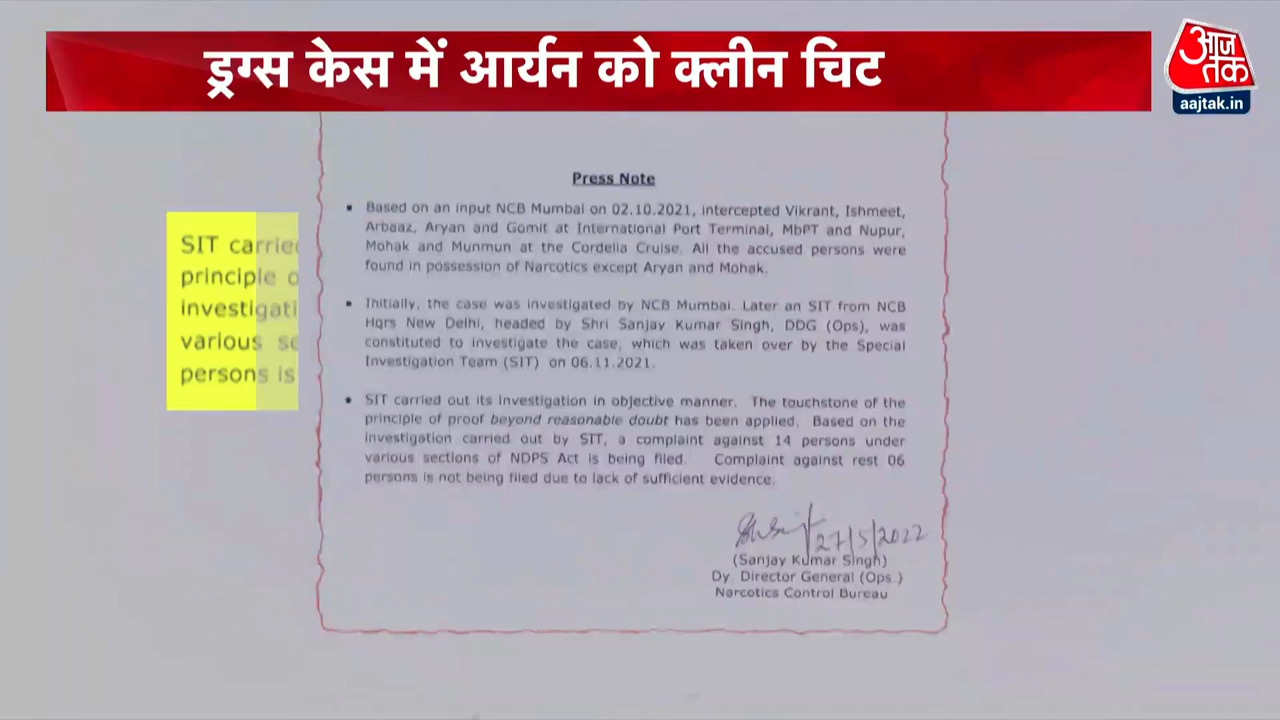 ड्रग्स केस में आर्यन को क्लीन चिट
आज
तक
aajtak.in
Press Note
• Based on an input NCB Mumbai on 02.10.2021, intercepted Vikrant, Ishmeet,
Arbaaz, Aryan and Gomit at International Port Terminal, MbPT and Nupur,
Mohak and Munmun at the Cordelia Cruise. All the accused persons were
found in possession of Narcotics except Aryan and Mohak.
• Initially, the case was investigated by NCB Mumbai. Later an SIT from NCB
Hqrs New Delhi, headed by Shri Sanjay Kumar Singh, DDG (Ops), was
constituted to investigate the case, which was taken over by the Special
Investigation Team (SIT) on 06.11.2021.
• SIT carried out its investigation in objective manner. The touchstone of the
principle of proof beyond reasonable doubt has been applied. Based on the
investigation carried out by SIT, a complaint against 14 persons under
various sections of NDPS Act is being filed. Complaint against rest 06
persons is not being filed due to lack of sufficient evidence.
27/5/2022
(Sanjay Kumar Singh)
Dy. Director General (Ops.)
Narcotics Control Bureau
SIT carried
principle o
investigati
various se
persons is